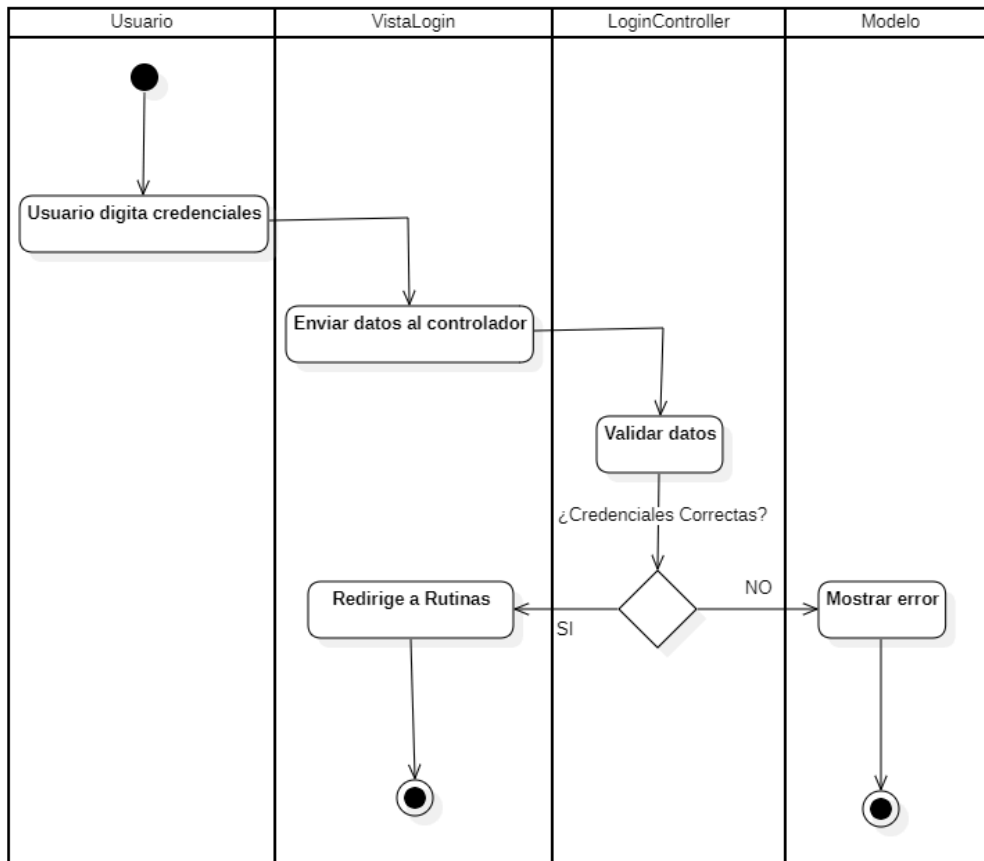 Usuario
VistaLogin
LoginController
Modelo
Usuario digita credenciales
Enviar datos al controlador
Validar datos
¿Credenciales Correctas?
Redirige a Rutinas
SI
NO
Mostrar error